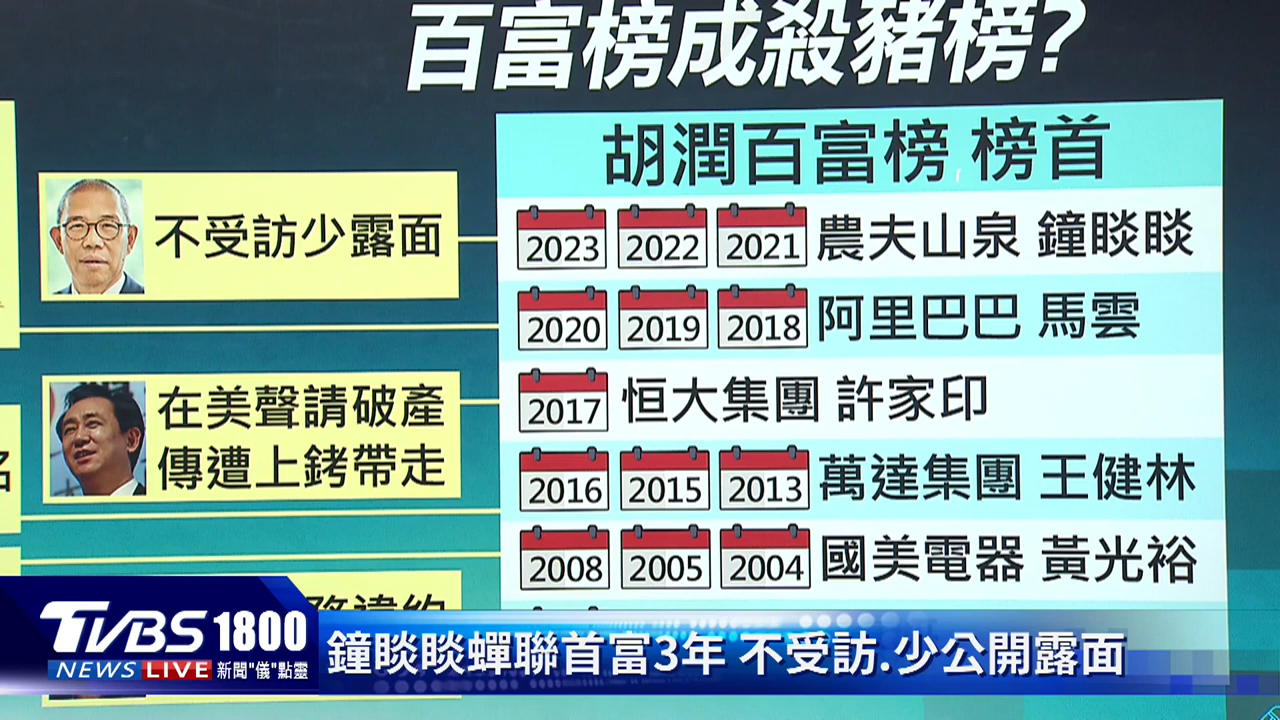 百富榜成殺豬榜?
胡潤百富榜 榜首
不受訪少露面
2023 2022 2021 農夫山泉 鐘睒睒
2020 2019 2018 阿里巴巴 馬雲
在美聲請破產
傳遭上銬帶走
2017 恒大集團 許家印
2016 2015 2013 萬達集團 王健林
2008 2005 2004 國美電器 黃光裕
TVBS 1800
NEWS LIVE 新聞"儀"點靈
鐘睒睒蟬聯首富3年 不受訪.少公開露面